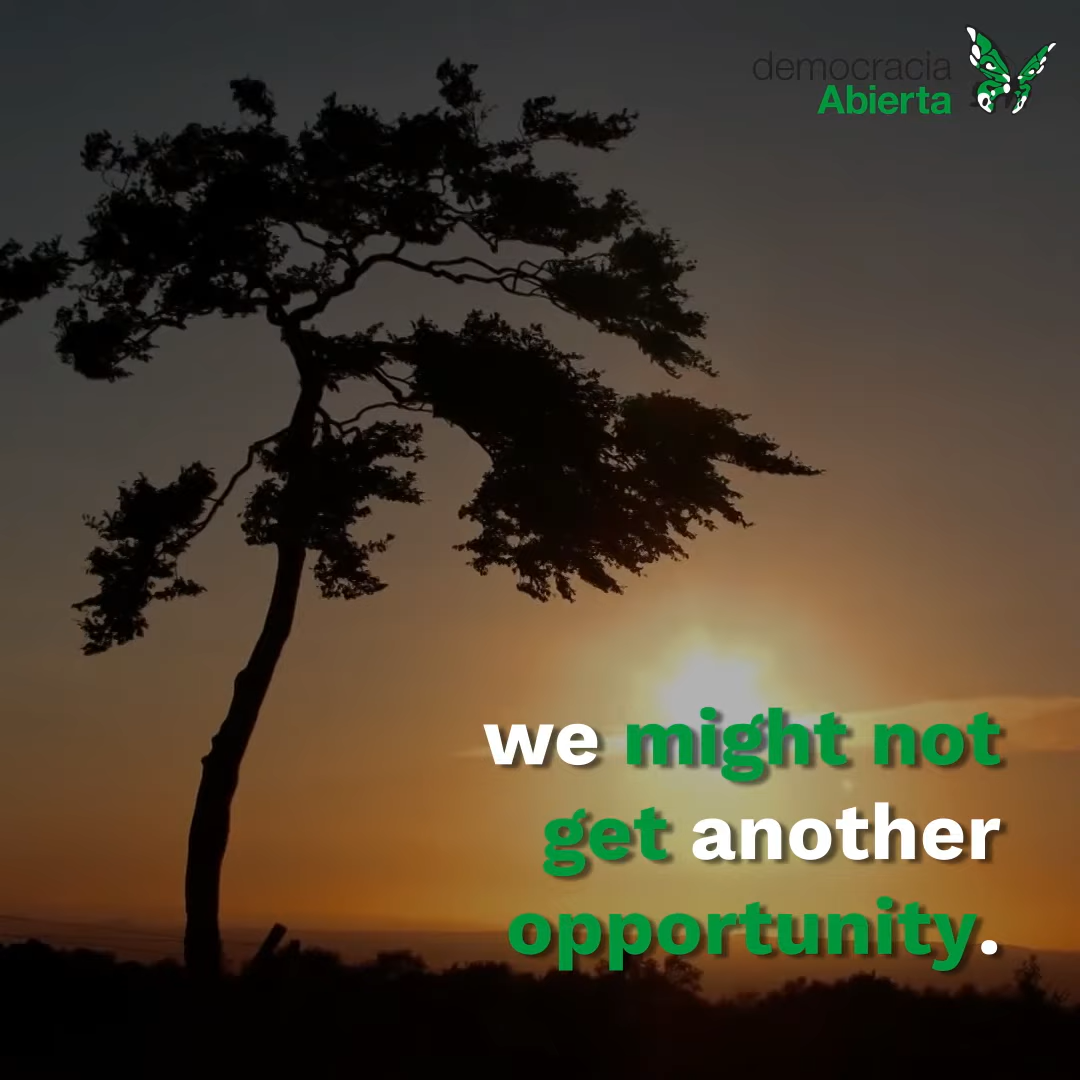 democracia
Abierta
we might not
get another
opportunity.